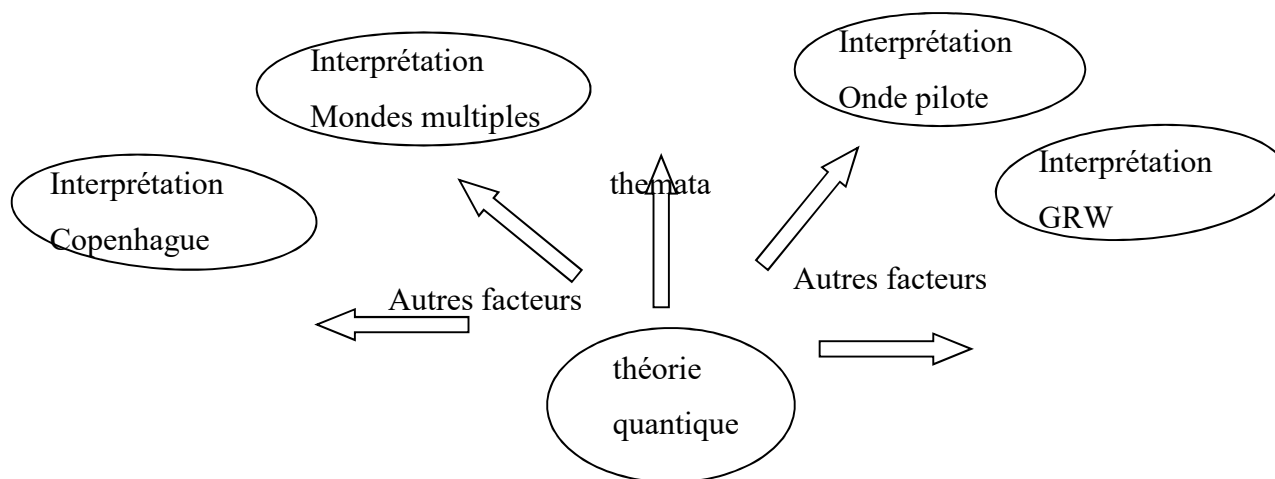 Interprétation
Mondes multiples
Interprétation
Onde pilote
Interprétation
Copenhague
themata
Interprétation
GRW
Autres facteurs
Autres facteurs
théorie
quantique